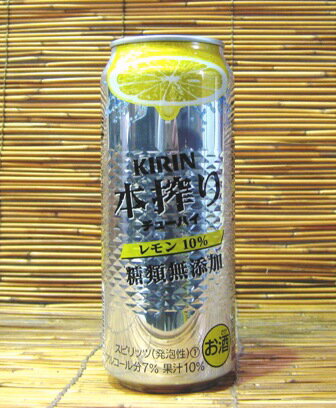 KIRIN
本搾り
チューハイ
レモン 10%
糖類無添加
スピリッツ(発泡性)①
アルコール分7% 果汁10%
お酒